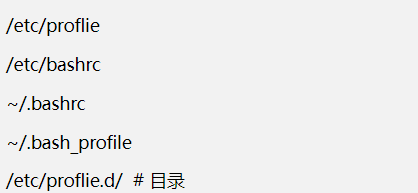 /etc/proflie
/etc/bashrc
~/.bashrc
~/.bash_profile
/etc/proflie.d/  # 目录